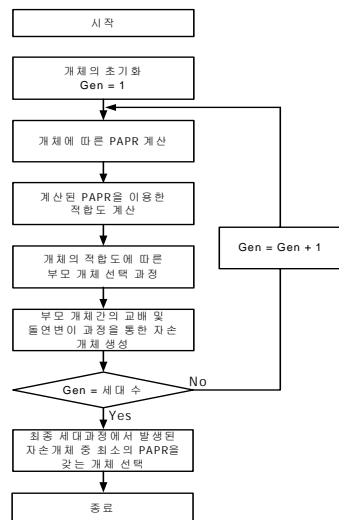 시작
개체의 초기화
Gen = 1
개체에 따른 PAPR 계산
계산된 PAPR을 이용한
적합도 계산
개체의 적합도에 따른
부모 개체 선택 과정
Gen = Gen + 1
부모 개체간의 교배 및
돌연변이 과정을 통한 자손
개체 생성
Gen = 세대 수
No
Yes
최종 세대과정에서 발생된
자손개체 중 최소의 PAPR을
갖는 개체 선택
종료